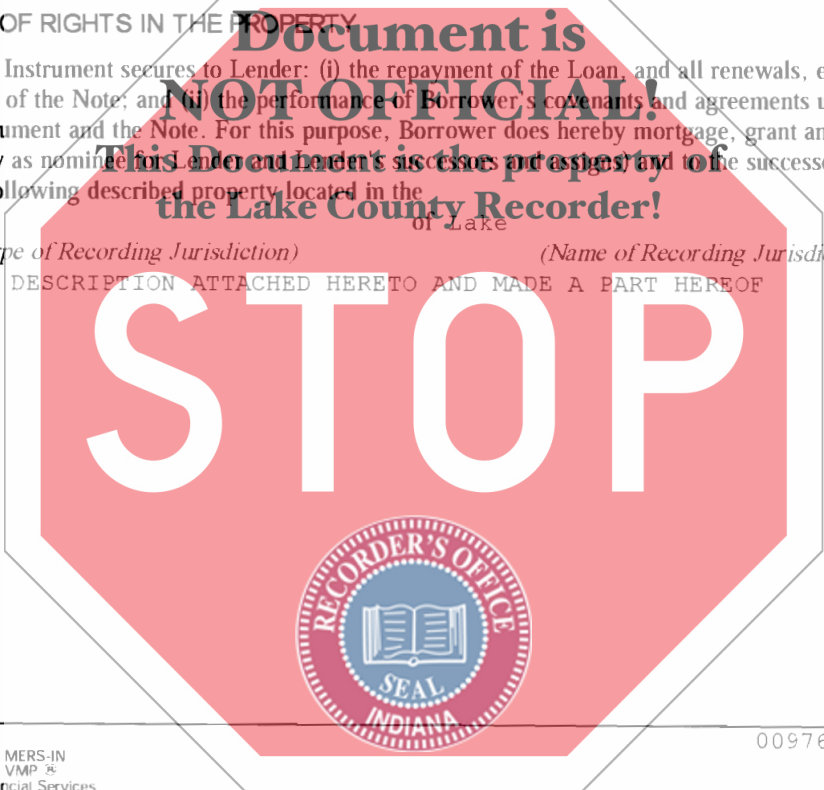 OF RIGHTS IN THE PROPERTY
Document is
Instrument secures to Lender: (i) the repayment of the Loan, and all renewals, e
NOT OFFICIAL!
of the Note; and (ii) the performance of Borrower's covenants and agreements u
ument and the Note. For this purpose, Borrower does hereby mortgage, grant an
This Document is the property of
as nominee for Lender and Lender's successors and assigns) and to the success
ollowing described property located in the
the Lake County Recorder!
of Lake
pe of Recording Jurisdiction) (Name of Recording Jurisdi
DESCRIPTION ATTACHED HERETO AND MADE A PART HEREOF
STOP
RECORDER'S OFFICE
SEAL
INDIANA
00976
MERS-IN
VMP ®
ncial Services